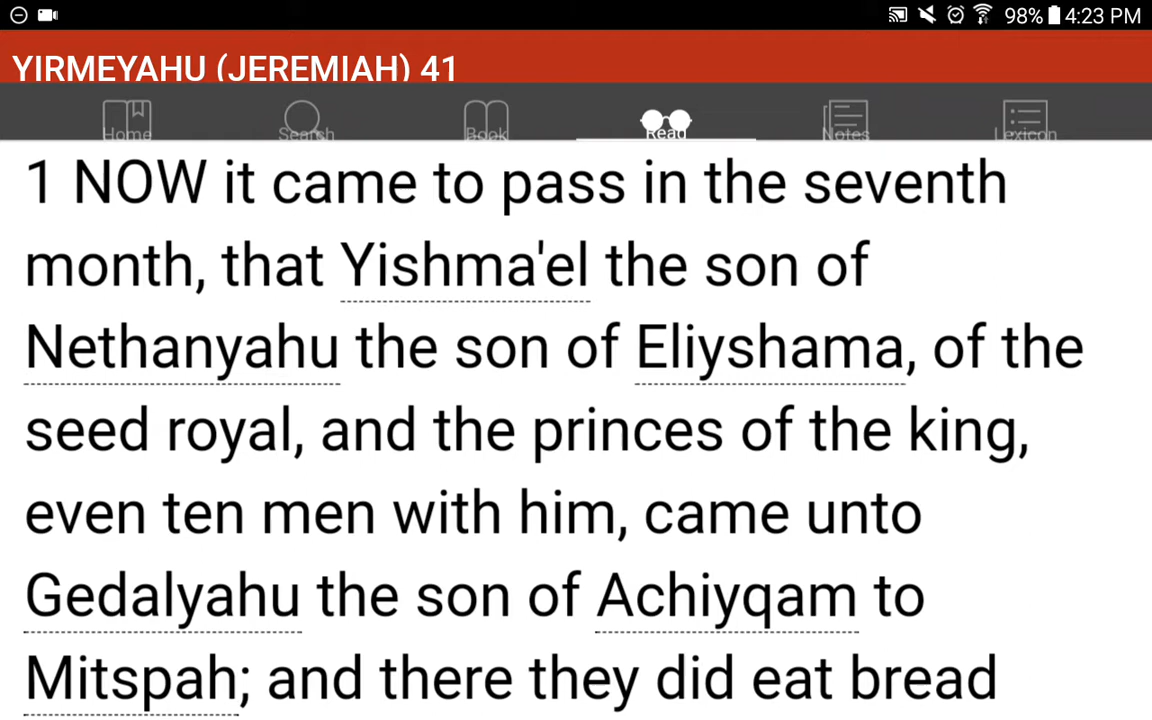 98% 4:23 PM
YIRMEYAHU (JEREMIAH) 41
Home Search Book Read Notes Lexicon
1 NOW it came to pass in the seventh
month, that Yishma'el the son of
Nethanyahu the son of Eliyshama, of the
seed royal, and the princes of the king,
even ten men with him, came unto
Gedalyahu the son of Achiyqam to
Mitspah; and there they did eat bread